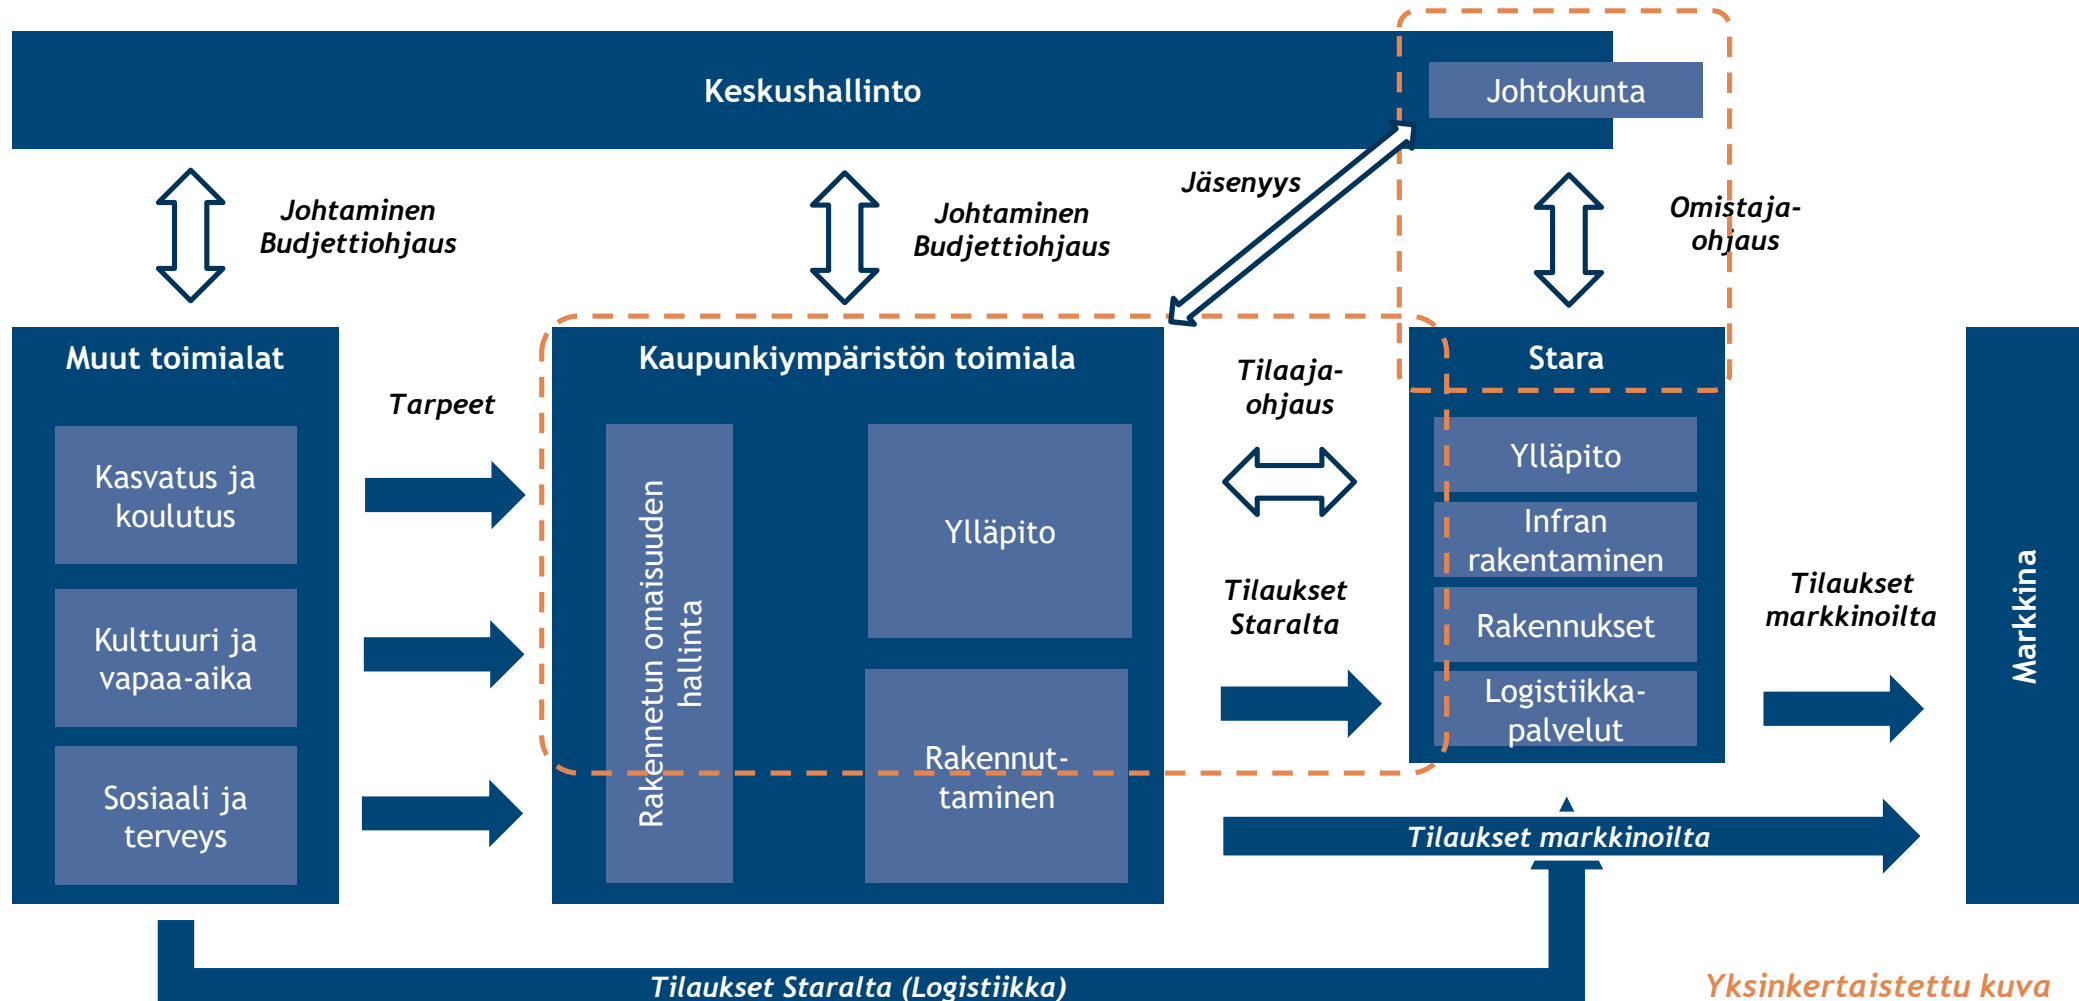 Keskushallinto
Johtokunta
Johtaminen
Budjettiohjaus
Johtaminen
Budjettiohjaus
Jäsenyys
Omistaja-
ohjaus
Muut toimialat
Kasvatus ja
koulutus
Kulttuuri ja
vapaa-aika
Sosiaali ja
terveys
Tarpeet
Kaupunkiympäristön toimiala
Rakennetun omaisuuden
hallinta
Ylläpito
Rakennut-
taminen
Tilaaja-
ohjaus
Tilaukset
Staralta
Stara
Ylläpito
Infran
rakentaminen
Rakennukset
Logistiikka-
palvelut
Tilaukset
markkinoilta
Markkina
Tilaukset markkinoilta
Tilaukset Staralta (Logistiikka)
Yksinkertaistettu kuva